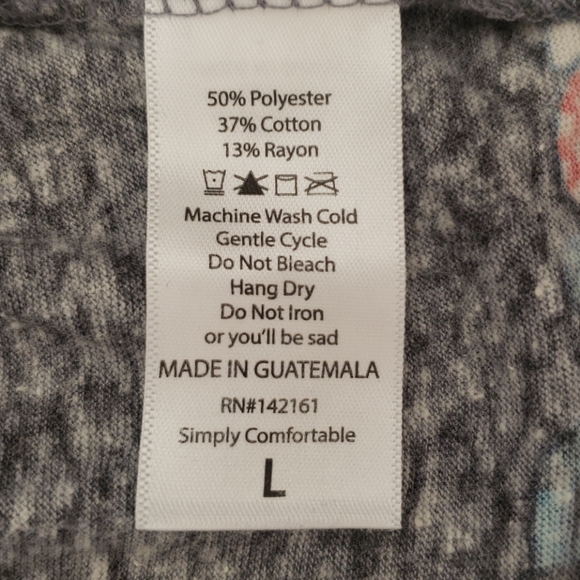 50% Polyester
37% Cotton
13% Rayon
Machine Wash Cold
Gentle Cycle
Do Not Bleach
Hang Dry
Do Not Iron
or you'll be sad
MADE IN GUATEMALA
RN#142161
Simply Comfortable
L